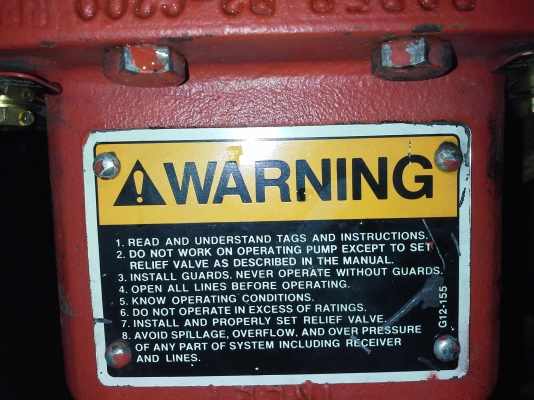 WARNING
1. READ AND UNDERSTAND TAGS AND INSTRUCTIONS.
2. DO NOT WORK ON OPERATING PUMP EXCEPT TO SET
RELIEF VALVE AS DESCRIBED IN THE MANUAL.
3. INSTALL GUARDS. NEVER OPERATE WITHOUT GUARDS.
4. OPEN ALL LINES BEFORE OPERATING.
5. KNOW OPERATING CONDITIONS.
6. DO NOT OPERATE IN EXCESS OF RATINGS.
7. INSTALL AND PROPERLY SET RELIEF VALVE.
8. AVOID SPILLAGE, OVERFLOW, AND OVER PRESSURE
OF ANY PART OF SYSTEM INCLUDING RECEIVER
AND LINES.
G12-155